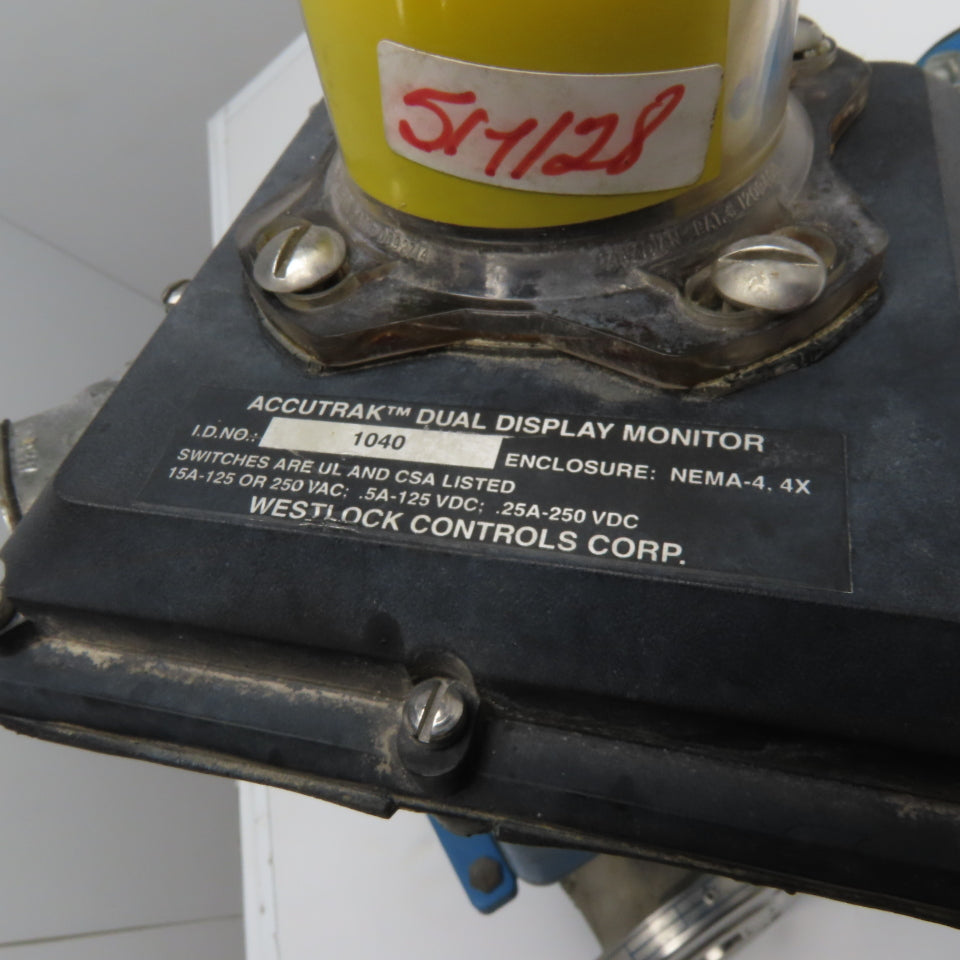 517128
ACCUTRAK™ DUAL DISPLAY MONITOR
I.D.NO.: 1040 ENCLOSURE: NEMA-4, 4X
SWITCHES ARE UL AND CSA LISTED
15A-125 OR 250 VAC; .5A-125 VDC; .25A-250 VDC
WESTLOCK CONTROLS CORP.